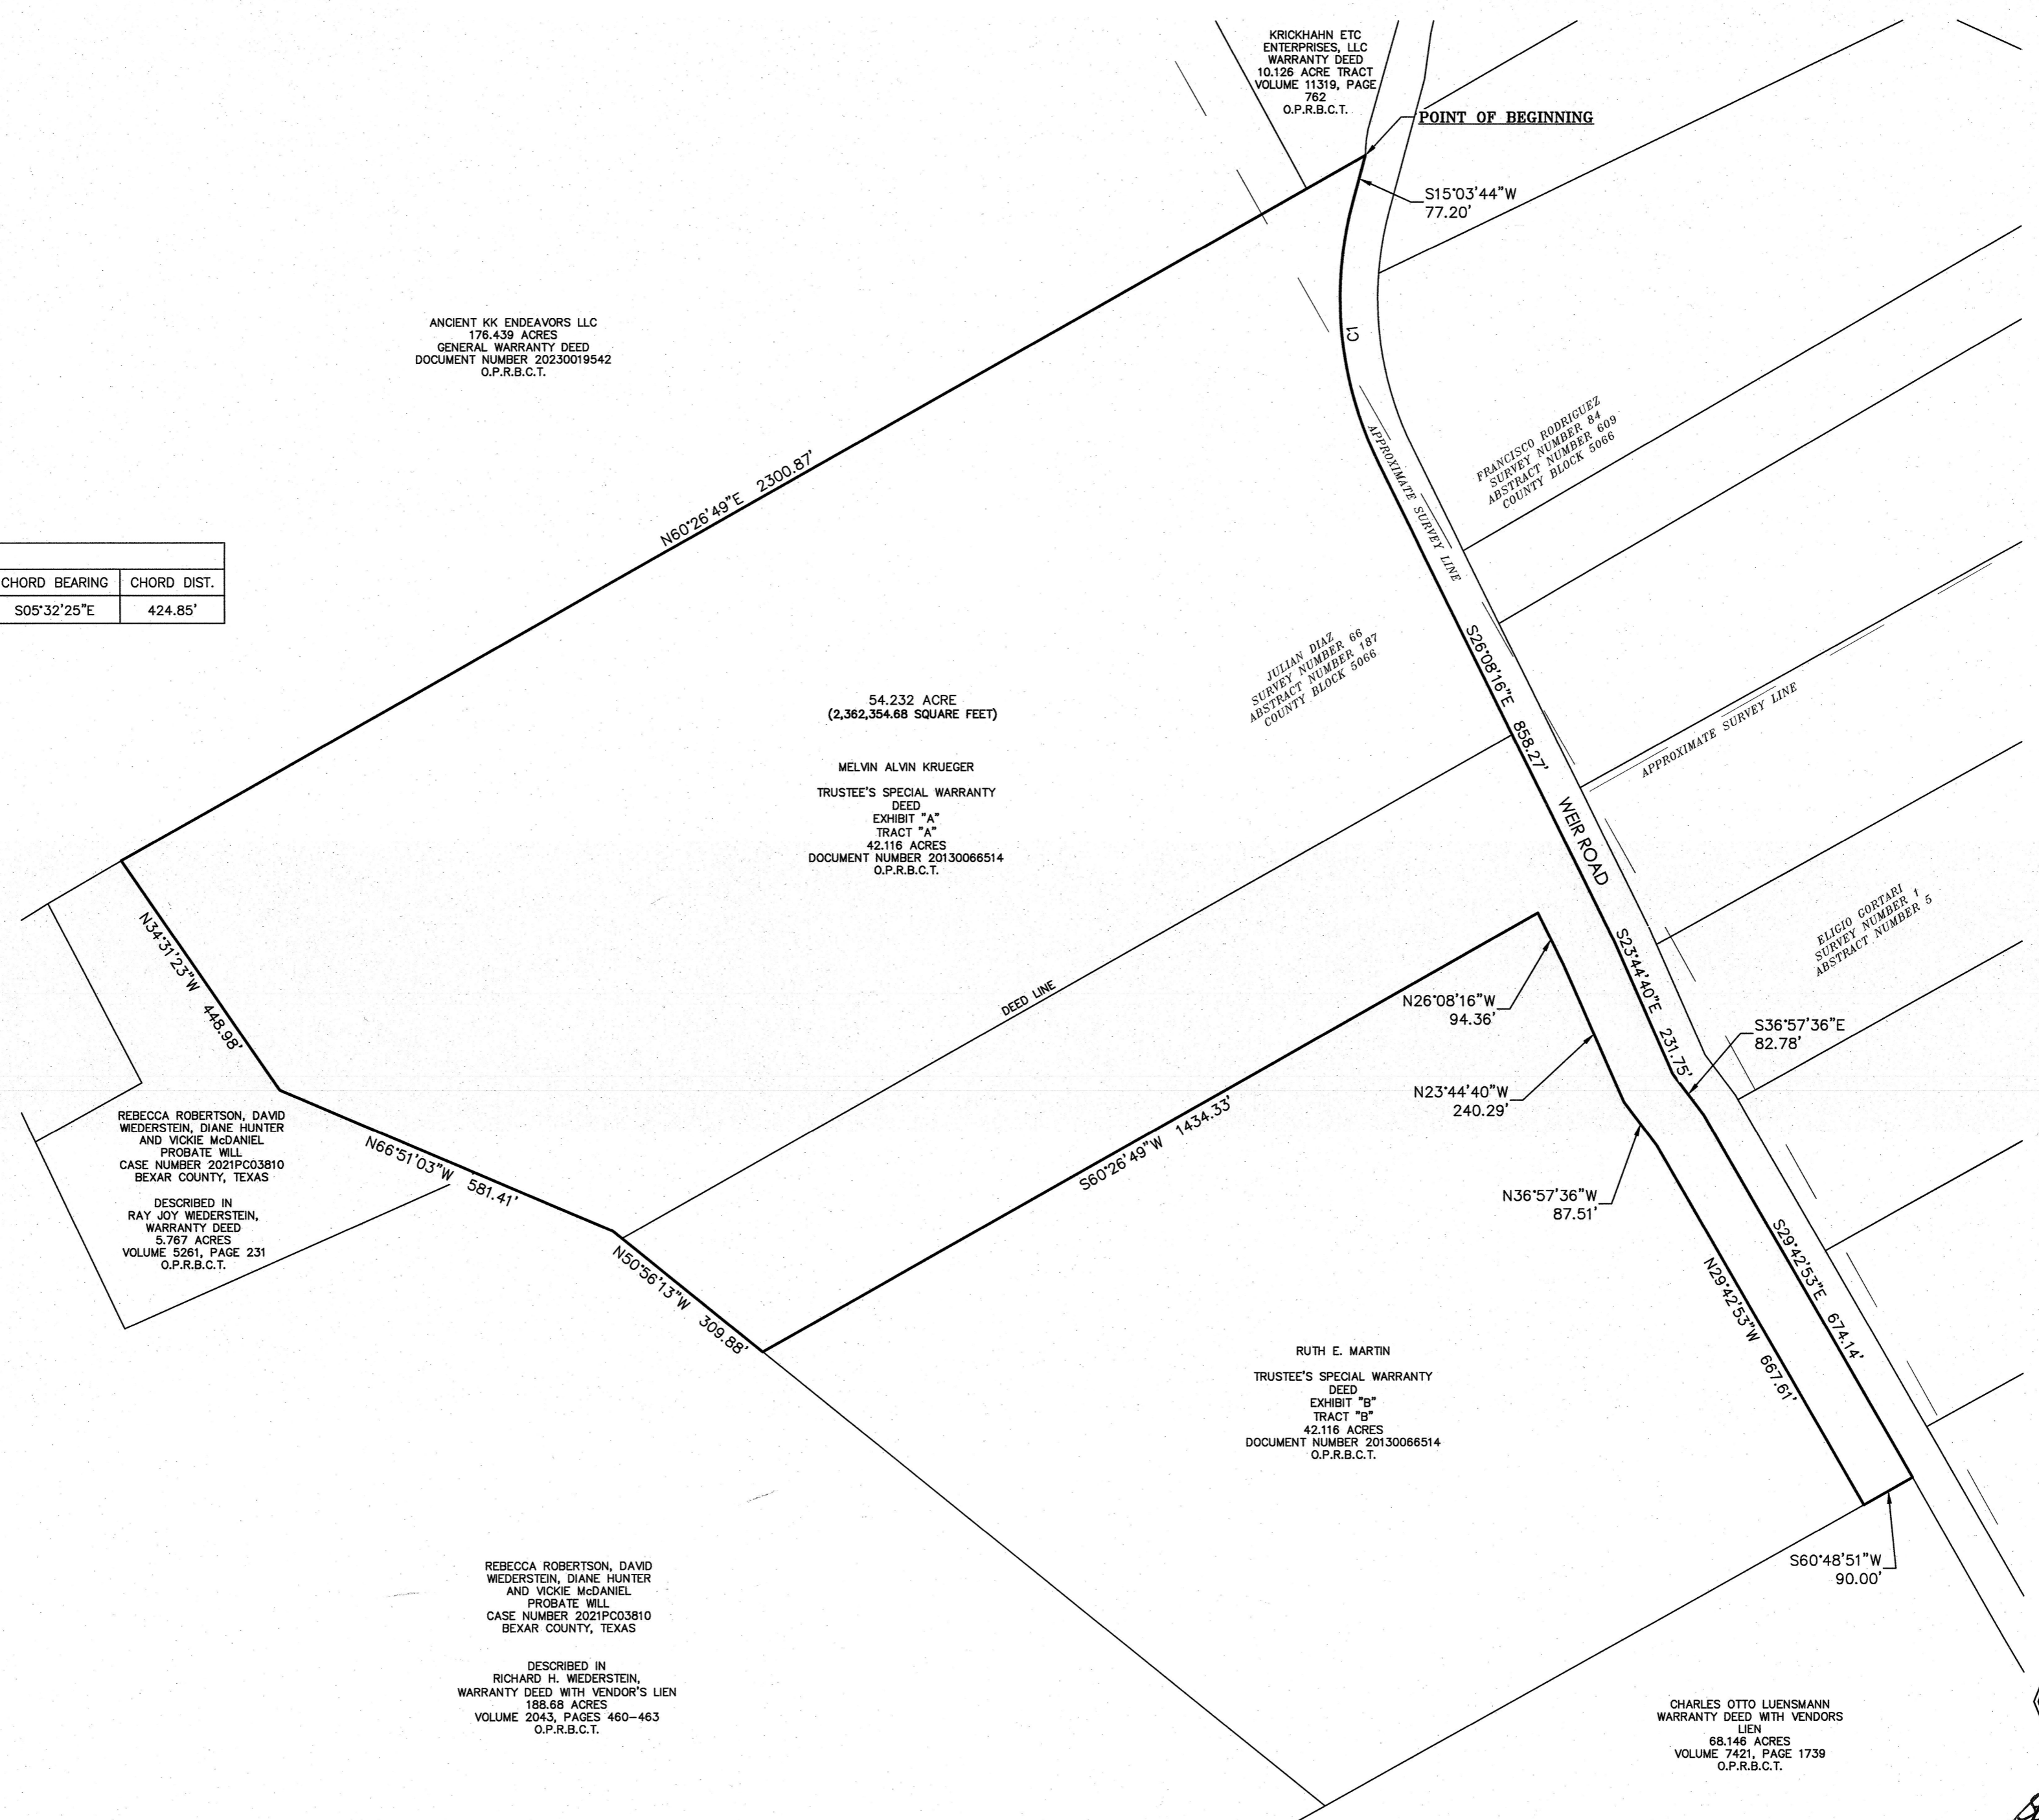 KRICKHAHN ETC
ENTERPRISES, LLC
WARRANTY DEED
10.126 ACRE TRACT
VOLUME 11319, PAGE
762
O.P.R.B.C.T.
POINT OF BEGINNING
S15°03'44"W
77.20'
ANCIENT KK ENDEAVORS LLC
176.439 ACRES
GENERAL WARRANTY DEED
DOCUMENT NUMBER 20230019542
O.P.R.B.C.T.
C1
N60°26'49"E 2300.87'
APPROXIMATE SURVEY LINE
FRANCISCO RODRIGUEZ
SURVEY NUMBER 84
ABSTRACT NUMBER 609
COUNTY BLOCK 5066
CHORD BEARING CHORD DIST.
S05°32'25"E 424.85'
JULIAN DIAZ
SURVEY NUMBER 66
ABSTRACT NUMBER 187
COUNTY BLOCK 5066
S26°08'16"E 858.27'
54.232 ACRE
(2,362,354.68 SQUARE FEET)
MELVIN ALVIN KRUEGER
TRUSTEE'S SPECIAL WARRANTY
DEED
EXHIBIT "A"
TRACT "A"
42.116 ACRES
DOCUMENT NUMBER 20130066514
O.P.R.B.C.T.
APPROXIMATE SURVEY LINE
WEIR ROAD
ELIGIO GORTARI
SURVEY NUMBER 1
ABSTRACT NUMBER 5
N34°31'23"W 448.98'
DEED LINE
S23°44'40"E 231.75'
N26°08'16"W
94.36'
S36°57'36"E
82.78'
N23°44'40"W
240.29'
S60°26'49"W 1434.33'
N36°57'36"W
87.51'
REBECCA ROBERTSON, DAVID
WIEDERSTEIN, DIANE HUNTER
AND VICKIE McDANIEL
PROBATE WILL
CASE NUMBER 2021PC03810
BEXAR COUNTY, TEXAS
DESCRIBED IN
RAY JOY WIEDERSTEIN,
WARRANTY DEED
5.767 ACRES
VOLUME 5261, PAGE 231
O.P.R.B.C.T.
N66°51'03"W 581.41'
N50°56'13"W 309.88'
S29°42'53"E 674.14'
N29°42'53"W 667.61'
RUTH E. MARTIN
TRUSTEE'S SPECIAL WARRANTY
DEED
EXHIBIT "B"
TRACT "B"
42.116 ACRES
DOCUMENT NUMBER 20130066514
O.P.R.B.C.T.
S60°48'51"W
90.00'
REBECCA ROBERTSON, DAVID
WIEDERSTEIN, DIANE HUNTER
AND VICKIE McDANIEL
PROBATE WILL
CASE NUMBER 2021PC03810
BEXAR COUNTY, TEXAS
DESCRIBED IN
RICHARD H. WIEDERSTEIN,
WARRANTY DEED WITH VENDOR'S LIEN
188.68 ACRES
VOLUME 2043, PAGES 460-463
O.P.R.B.C.T.
CHARLES OTTO LUENSMANN
WARRANTY DEED WITH VENDORS
LIEN
68.146 ACRES
VOLUME 7421, PAGE 1739
O.P.R.B.C.T.